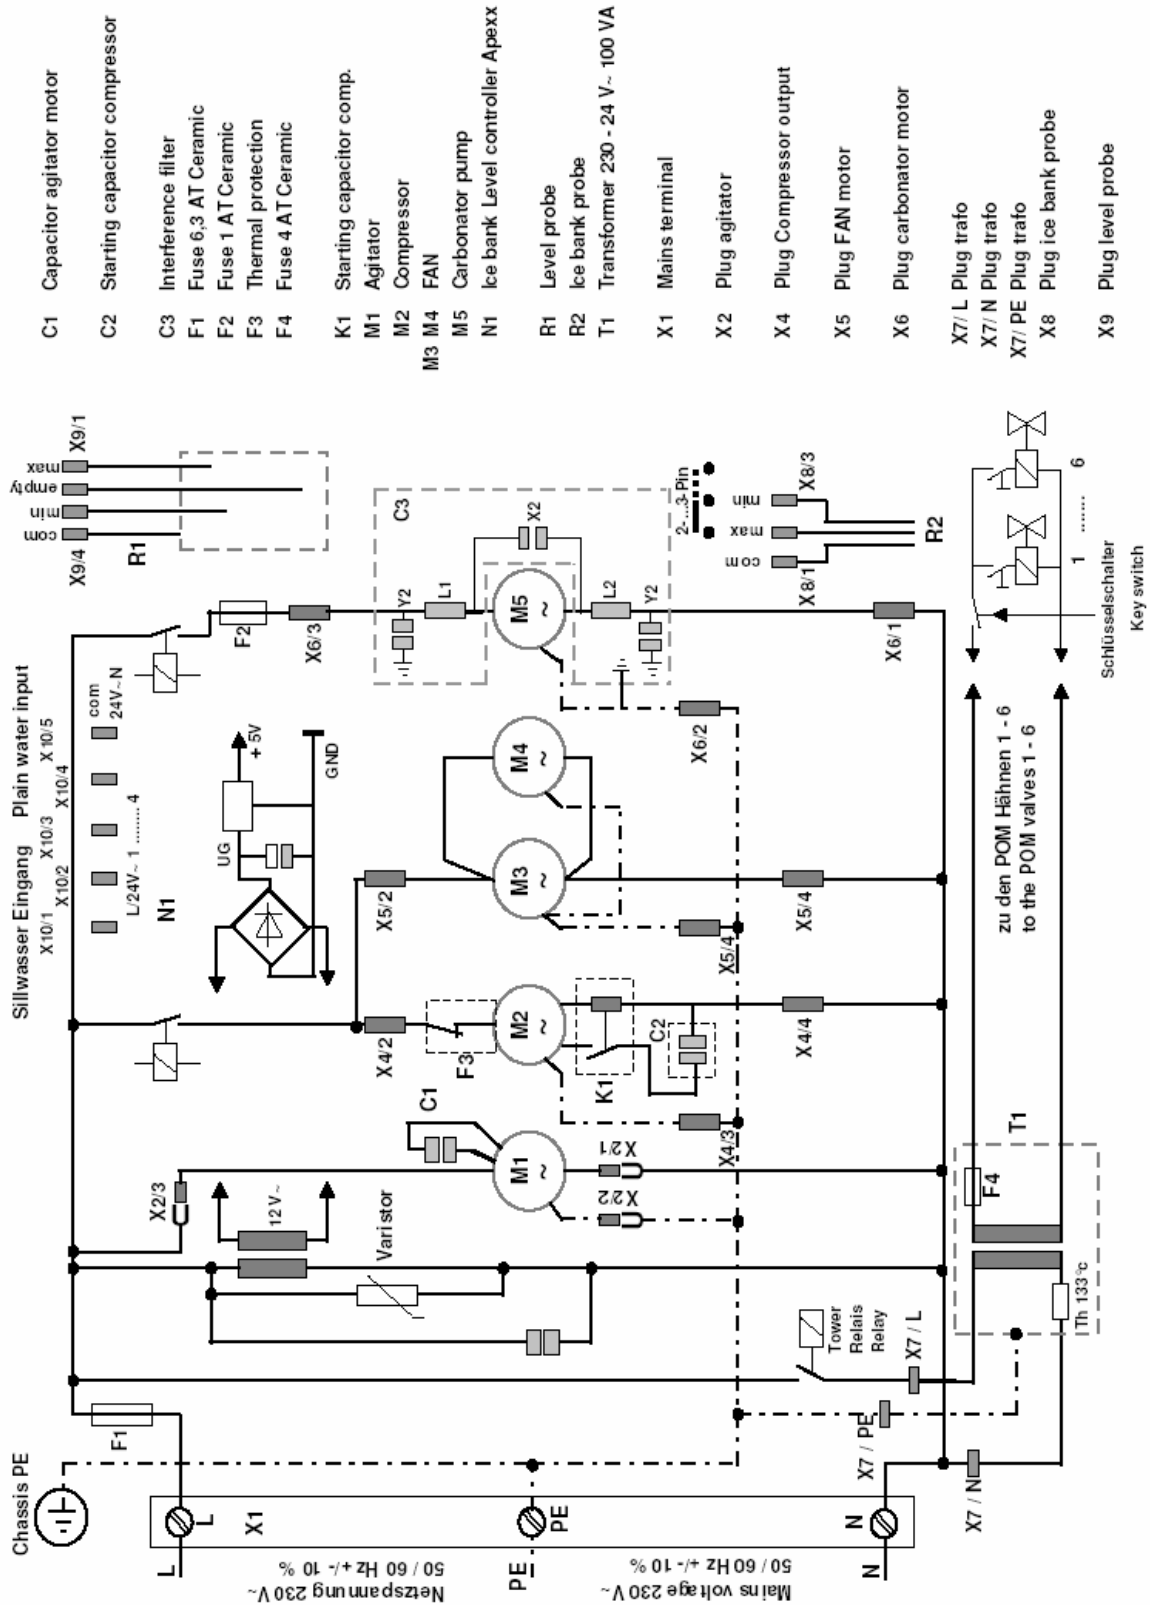 Chassis PE
L
Netzspannung 230 V~
50 / 60 Hz +/- 10 %
PE
Mains voltage 230 V~
50 / 60 Hz +/- 10 %
N
L
X1
PE
N
F1
X7 / N
X7 / PE
X7 / L
Tower
Relais
Relay
Th 133°c
F4
T1
Varistor
12 V~
X2/3
C1
M1
~
X2/2
X2/1
X4/2
F3
M2
~
K1
C2
X4/3
X4/4
X5/2
M3
~
X5/4
X5/4
M4
~
X6/2
Sillwasser Eingang Plain water input
X10/1
X10/2
X10/3
X10/4
X10/5
L/24V~ 1 ........ 4
com
24V~N
N1
UG
+ 5V
GND
F2
X6/3
C3
Y2
L1
X2
M5
~
L2
Y2
X6/1
zu den POM Hähnen 1 - 6
to the POM valves 1 - 6
Schlüsselschalter
Key switch
1 ....... 6
X9/4
com
min
empty
max
X9/1
R1
2-...3-Pin
com
max
min
X8/1
X8/3
R2
C1 Capacitor agitator motor
C2 Starting capacitor compressor
C3 Interference filter
F1 Fuse 6,3 AT Ceramic
F2 Fuse 1 AT Ceramic
F3 Thermal protection
F4 Fuse 4 AT Ceramic
K1 Starting capacitor comp.
M1 Agitator
M2 Compressor
M3 M4 FAN
M5 Carbonator pump
N1 Ice bank Level controller Apexx
R1 Level probe
R2 Ice bank probe
T1 Transformer 230 - 24 V~ 100 VA
X1 Mains terminal
X2 Plug agitator
X4 Plug Compressor output
X5 Plug FAN motor
X6 Plug carbonator motor
X7/ L Plug trafo
X7/ N Plug trafo
X7/ PE Plug trafo
X8 Plug ice bank probe
X9 Plug level probe